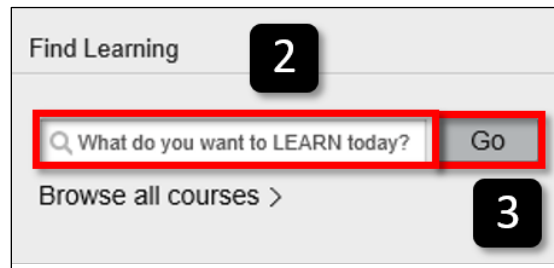 Find Learning
2
What do you want to LEARN today? Go
Browse all courses >
3